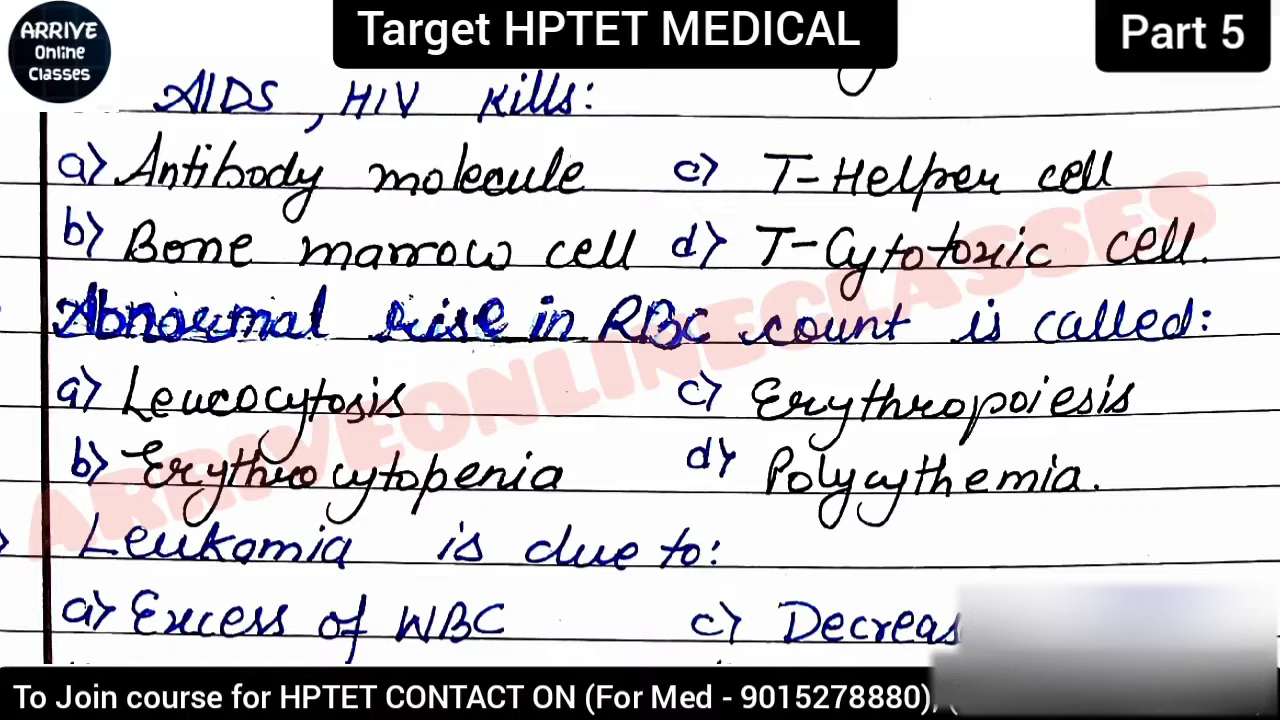 ARRIVE
Online
Classes
Target HPTET MEDICAL
Part 5
AIDS, HIV kills:
a) Antibody molecule c) T-Helper cell
b) Bone marrow cell d) T-Cytotoxic cell.
Abnormal rise in RBC count is called:
a) Leucocytosis c) Erythropoiesis
b) Erythrocytopenia d) Polycythemia.
Leukomia is due to:
a) Excess of WBC c) Decreas
ARRIVEONLINECLASSES
To Join course for HPTET CONTACT ON (For Med - 9015278880), (